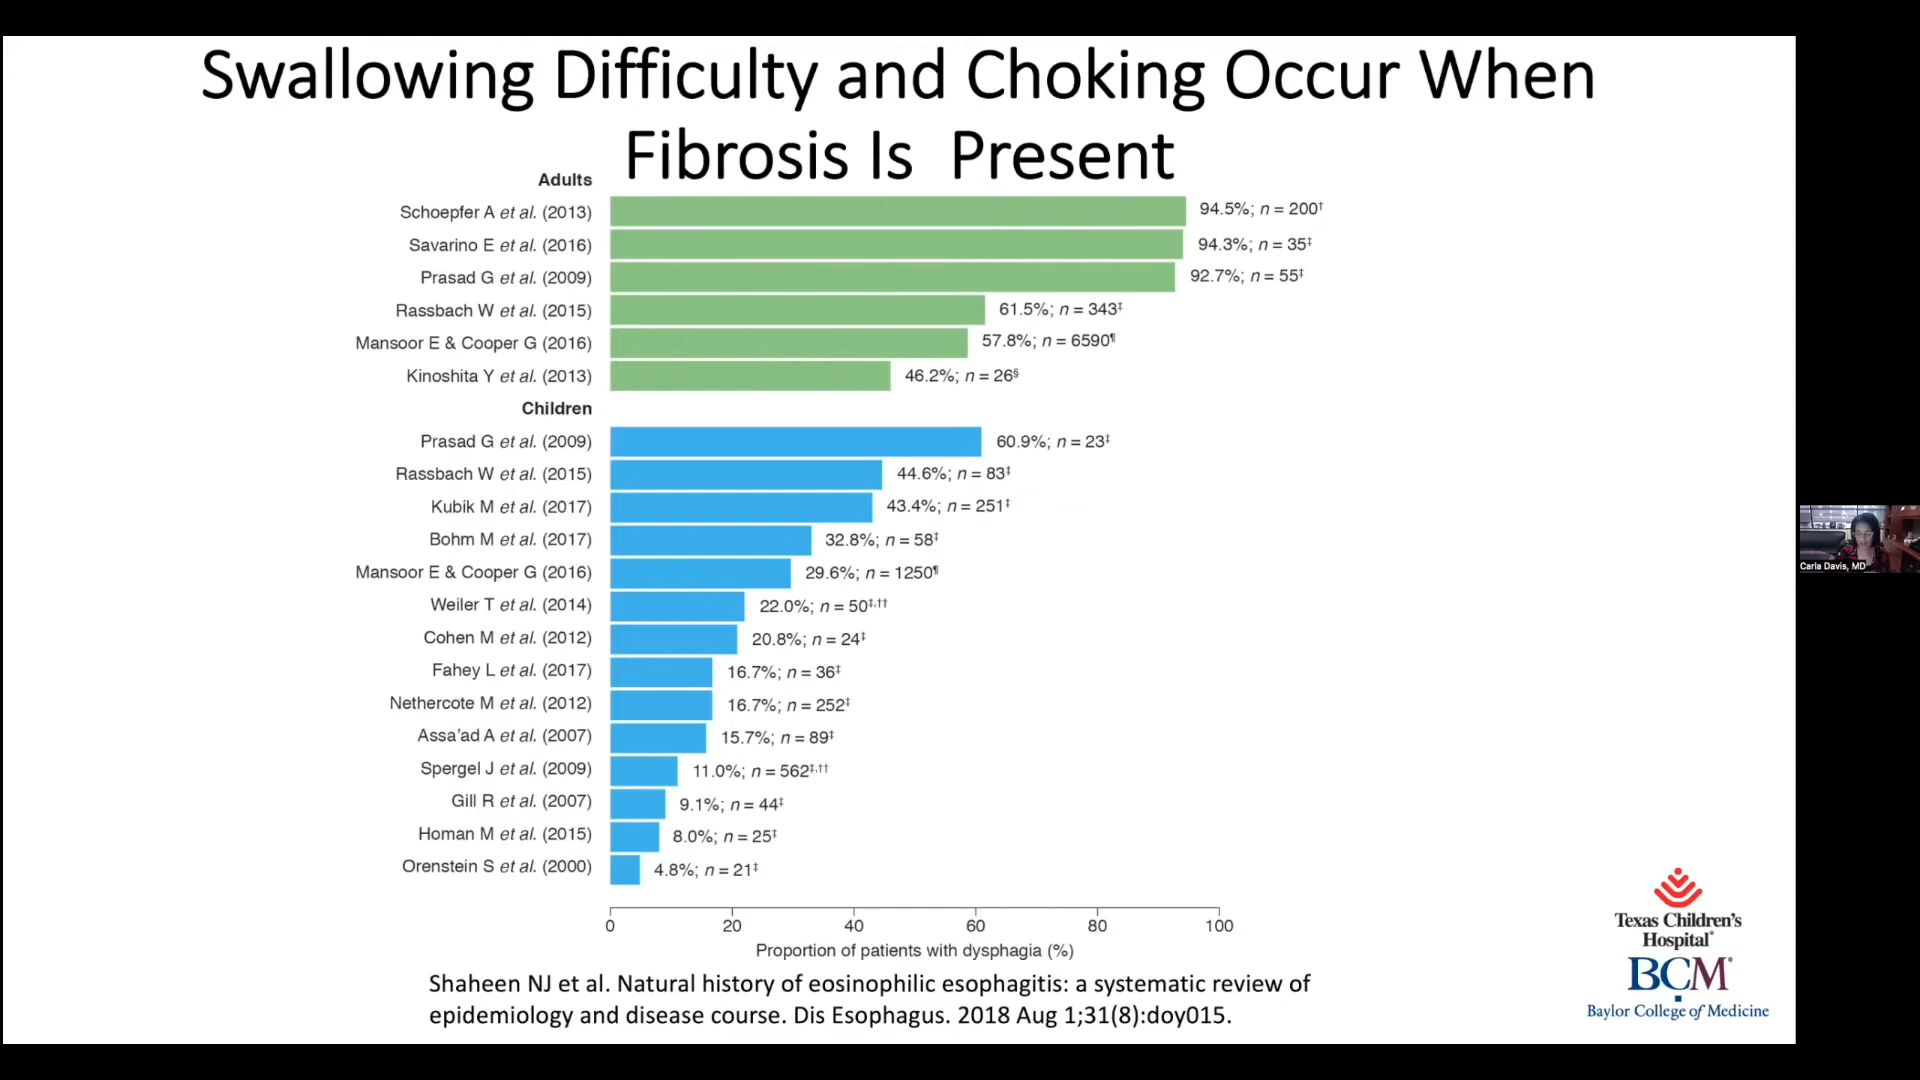 Swallowing Difficulty and Choking Occur When
Fibrosis Is Present
Adults
Schoepfer A et al. (2013) 94.5%; n = 200†
Savarino E et al. (2016) 94.3%; n = 35‡
Prasad G et al. (2009) 92.7%; n = 55‡
Rassbach W et al. (2015) 61.5%; n = 343‡
Mansoor E & Cooper G (2016) 57.8%; n = 6590¶
Kinoshita Y et al. (2013) 46.2%; n = 26§
Children
Prasad G et al. (2009) 60.9%; n = 23‡
Rassbach W et al. (2015) 44.6%; n = 83‡
Kubik M et al. (2017) 43.4%; n = 251‡
Bohm M et al. (2017) 32.8%; n = 58‡
Mansoor E & Cooper G (2016) 29.6%; n = 1250¶
Weiler T et al. (2014) 22.0%; n = 50‡,††
Cohen M et al. (2012) 20.8%; n = 24‡
Fahey L et al. (2017) 16.7%; n = 36‡
Nethercote M et al. (2012) 16.7%; n = 252‡
Assa’ad A et al. (2007) 15.7%; n = 89‡
Spergel J et al. (2009) 11.0%; n = 562‡,††
Gill R et al. (2007) 9.1%; n = 44‡
Homan M et al. (2015) 8.0%; n = 25‡
Orenstein S et al. (2000) 4.8%; n = 21‡
0 20 40 60 80 100
Proportion of patients with dysphagia (%)
Shaheen NJ et al. Natural history of eosinophilic esophagitis: a systematic review of
epidemiology and disease course. Dis Esophagus. 2018 Aug 1;31(8):doy015.
Texas Children's
Hospital®
BCM®
Baylor College of Medicine
Carla Davis, MD